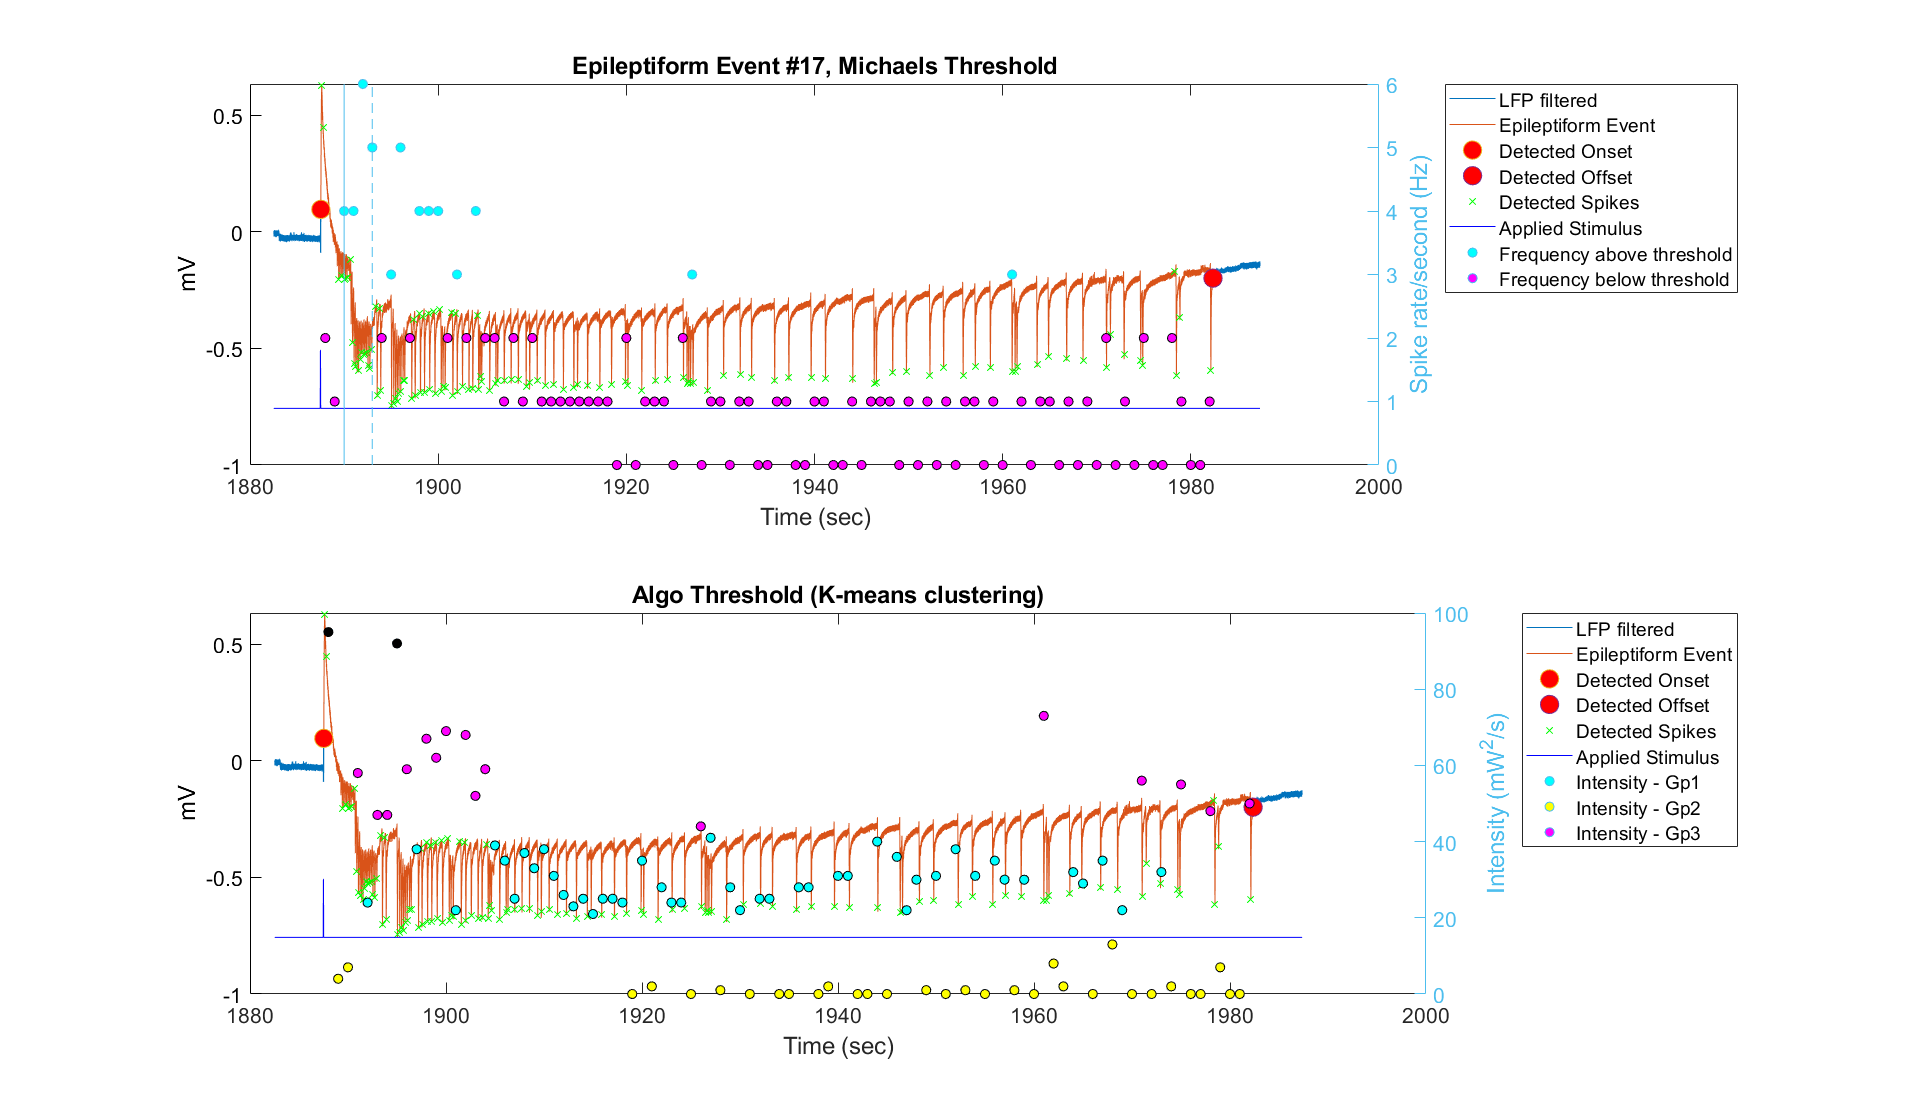 Epileptiform Event #17, Michaels Threshold
0.5
0
-0.5
-1
mV
1880
1900
1920
1940
1960
1980
2000
Time (sec)
6
5
4
3
2
1
0
Spike rate/second (Hz)
LFP filtered
Epileptiform Event
Detected Onset
Detected Offset
Detected Spikes
Applied Stimulus
Frequency above threshold
Frequency below threshold
Algo Threshold (K-means clustering)
0.5
0
-0.5
-1
mV
1880
1900
1920
1940
1960
1980
2000
Time (sec)
100
80
60
40
20
0
Intensity (mW²/s)
LFP filtered
Epileptiform Event
Detected Onset
Detected Offset
Detected Spikes
Applied Stimulus
Intensity - Gp1
Intensity - Gp2
Intensity - Gp3